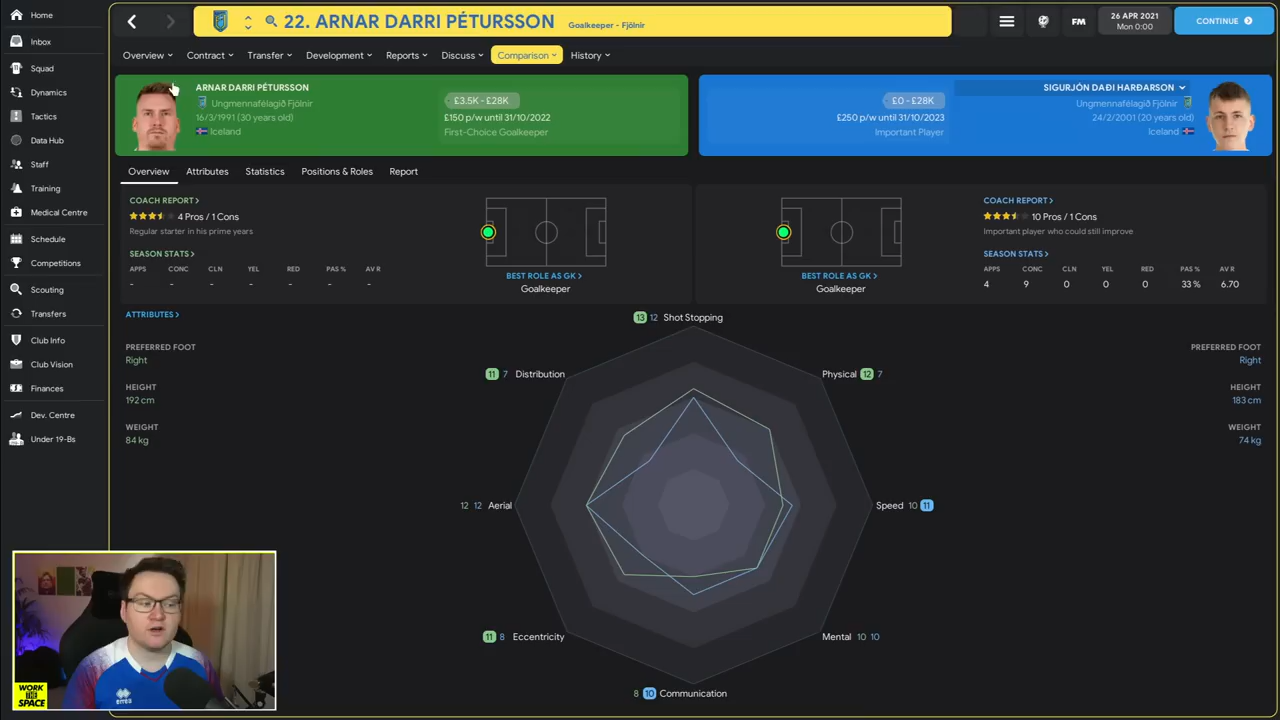 Home
Inbox
Squad
Dynamics
Tactics
Data Hub
Staff
Training
Medical Centre
Schedule
Competitions
Scouting
Transfers
Club Info
Club Vision
Finances
Dev. Centre
Under 19-Bs
22. ARNAR DARRI PÉTURSSON
Goalkeeper - Fjölnir
FM
26 APR 2021
Mon 0:00
CONTINUE
Overview
Contract
Transfer
Development
Reports
Discuss
Comparison
History
ARNAR DARRI PÉTURSSON
Ungmennafélagið Fjölnir
16/3/1991 (30 years old)
Iceland
£3.5K - £28K
£150 p/w until 31/10/2022
First-Choice Goalkeeper
£0 - £28K
£250 p/w until 31/10/2023
Important Player
SIGURJÓN DAÐI HARÐARSON
Ungmennafélagið Fjölnir
24/2/2001 (20 years old)
Iceland
Overview
Attributes
Statistics
Positions & Roles
Report
COACH REPORT >
4 Pros / 1 Cons
Regular starter in his prime years
SEASON STATS >
APPS CONC CLN YEL RED PAS % AV R
- - - - - - -
BEST ROLE AS GK >
Goalkeeper
BEST ROLE AS GK >
Goalkeeper
COACH REPORT >
10 Pros / 1 Cons
Important player who could still improve
SEASON STATS >
APPS CONC CLN YEL RED PAS % AV R
4 9 0 0 0 33 % 6.70
ATTRIBUTES >
PREFERRED FOOT
Right
HEIGHT
192 cm
WEIGHT
84 kg
13 12 Shot Stopping
11 7 Distribution
Physical 12 7
12 12 Aerial
Speed 10 11
11 8 Eccentricity
Mental 10 10
8 10 Communication
PREFERRED FOOT
Right
HEIGHT
183 cm
WEIGHT
74 kg
WORK
THE
SPACE
erreà